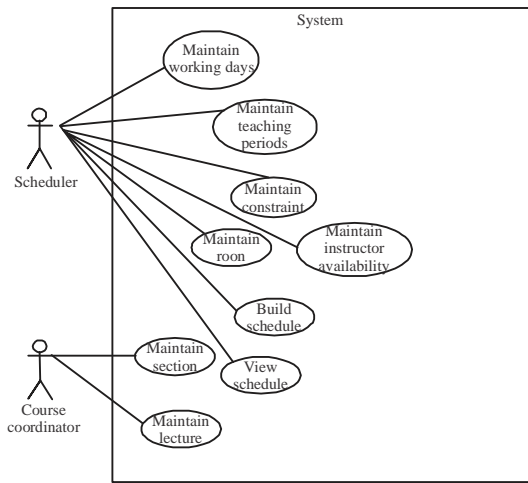 System
Maintain
working days
Maintain
teaching
periods
Scheduler
Maintain
constraint
Maintain
roon
Maintain
instructor
availability
Build
schedule
Maintain
section
View
schedule
Course
coordinator
Maintain
lecture